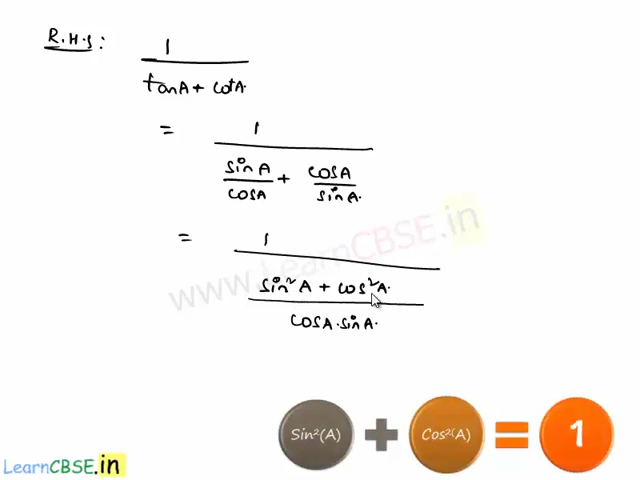 R.H.S: 1
tanA + cotA.
= 1
sinA + cosA
cosA sinA.
= 1
sin²A + cos²A.
cosA.sinA.
www.LearnCBSE.in
Sin²(A) + Cos²(A) = 1
LearnCBSE.in